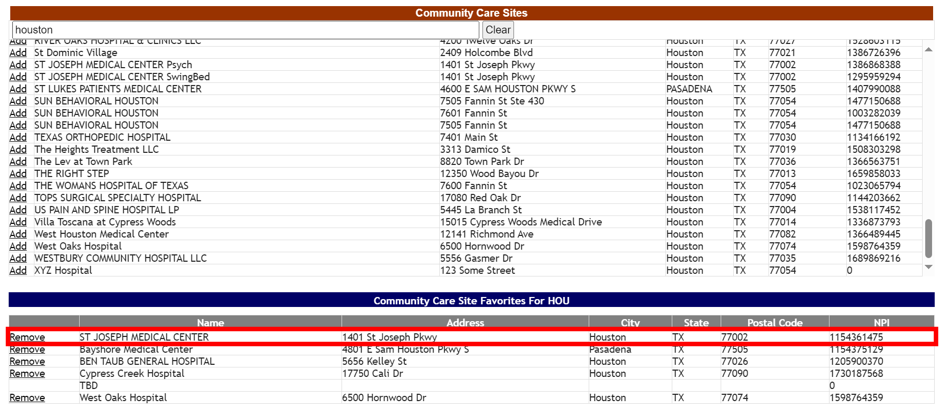 Community Care Sites
houston Clear
Add RIVER OAKS HOSPITAL & CLINICS LLC 4200 Twelve Oaks Dr Houston TX 77027 1528603115
Add St Dominic Village 2409 Holcombe Blvd Houston TX 77021 1386726396
Add ST JOSEPH MEDICAL CENTER Psych 1401 St Joseph Pkwy Houston TX 77002 1386868388
Add ST JOSEPH MEDICAL CENTER SwingBed 1401 St Joseph Pkwy Houston TX 77002 1295959294
Add ST LUKES PATIENTS MEDICAL CENTER 4600 E SAM HOUSTON PKWY S PASADENA TX 77505 1407990088
Add SUN BEHAVIORAL HOUSTON 7505 Fannin St Ste 430 Houston TX 77054 1477150688
Add SUN BEHAVIORAL HOUSTON 7601 Fannin St Houston TX 77054 1003282039
Add SUN BEHAVIORAL HOUSTON 7505 Fannin St Houston TX 77054 1477150688
Add TEXAS ORTHOPEDIC HOSPITAL 7401 Main St Houston TX 77030 1134166192
Add The Heights Treatment LLC 3313 Damico St Houston TX 77019 1508303298
Add The Lev at Town Park 8820 Town Park Dr Houston TX 77036 1366563751
Add THE RIGHT STEP 12350 Wood Bayou Dr Houston TX 77013 1659858033
Add THE WOMANS HOSPITAL OF TEXAS 7600 Fannin St Houston TX 77054 1023065794
Add TOPS SURGICAL SPECIALTY HOSPITAL 17080 Red Oak Dr Houston TX 77090 1144203662
Add US PAIN AND SPINE HOSPITAL LP 5445 La Branch St Houston TX 77004 1538117452
Add Villa Toscana at Cypress Woods 15015 Cypress Woods Medical Drive Houston TX 77014 1336873793
Add West Houston Medical Center 12141 Richmond Ave Houston TX 77082 1366489445
Add West Oaks Hospital 6500 Hornwood Dr Houston TX 77074 1598764359
Add WESTBURY COMMUNITY HOSPITAL LLC 5556 Gasmer Dr Houston TX 77035 1689869216
Add XYZ Hospital 123 Some Street Houston TX 77054 0
Community Care Site Favorites For HOU
Name Address City State Postal Code NPI
Remove ST JOSEPH MEDICAL CENTER 1401 St Joseph Pkwy Houston TX 77002 1154361475
Remove Bayshore Medical Center 4801 E Sam Houston Pkwy S Pasadena TX 77505 1154375129
Remove BEN TAUB GENERAL HOSPITAL 5656 Kelley St Houston TX 77026 1205900370
Remove Cypress Creek Hospital 17750 Cali Dr Houston TX 77090 1730187568
TBD 0
Remove West Oaks Hospital 6500 Hornwood Dr Houston TX 77074 1598764359